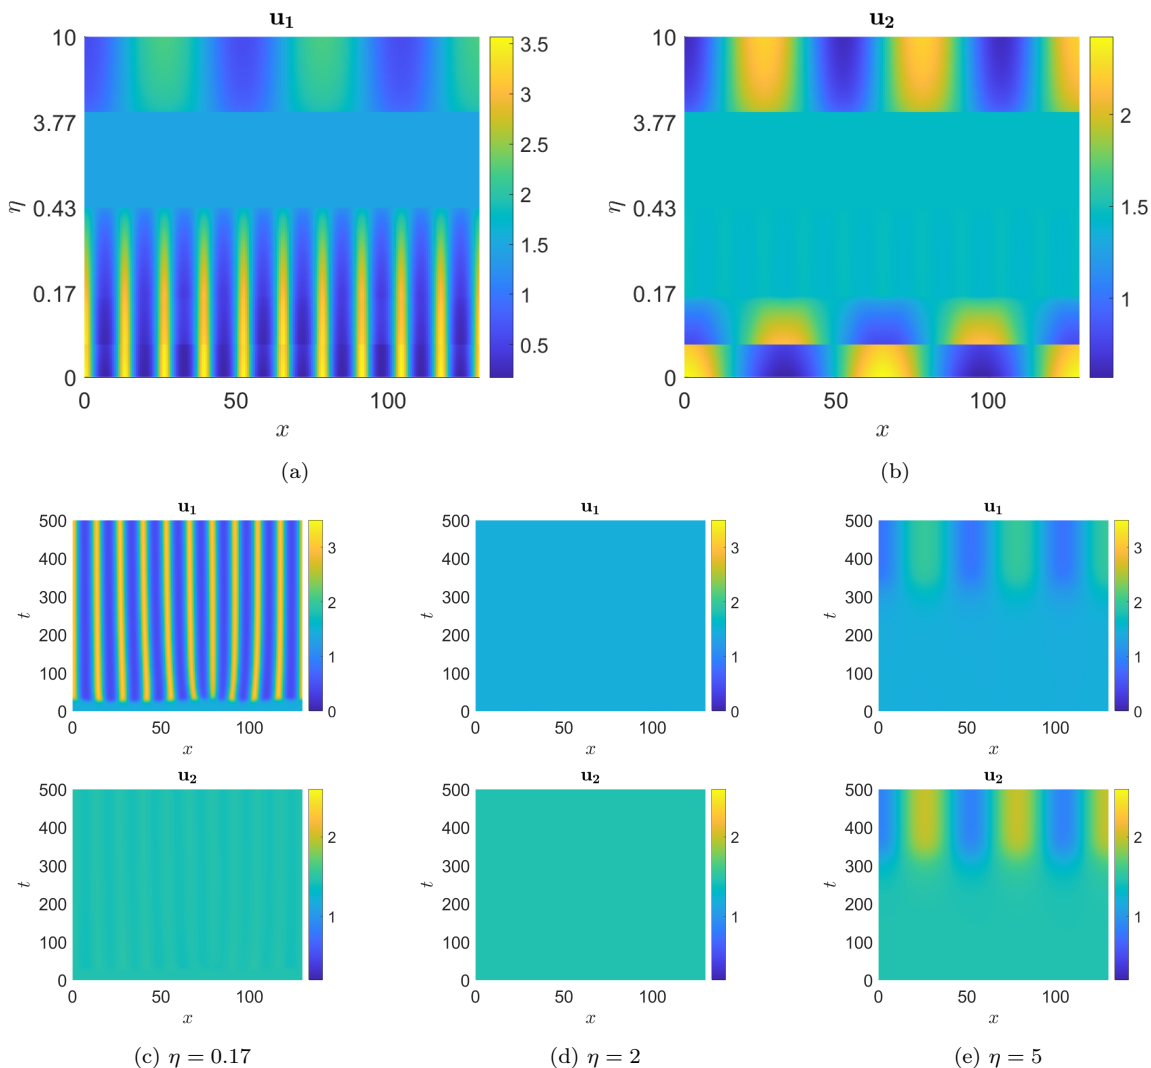 u₁
u₂
10
3.77
0.43
0.17
0
η
0 50 100
x
3.5
3
2.5
2
1.5
1
0.5
10
3.77
0.43
0.17
0
η
0 50 100
x
2
1.5
1
(a)
(b)
u₁
500
400
300
200
100
0
t
0 50 100
x
3
2
1
0
u₁
500
400
300
200
100
0
t
0 50 100
x
3
2
1
0
u₁
500
400
300
200
100
0
t
0 50 100
x
3
2
1
0
u₂
500
400
300
200
100
0
t
0 50 100
x
2
1
u₂
500
400
300
200
100
0
t
0 50 100
x
2
1
u₂
500
400
300
200
100
0
t
0 50 100
x
2
1
(c) η = 0.17
(d) η = 2
(e) η = 5